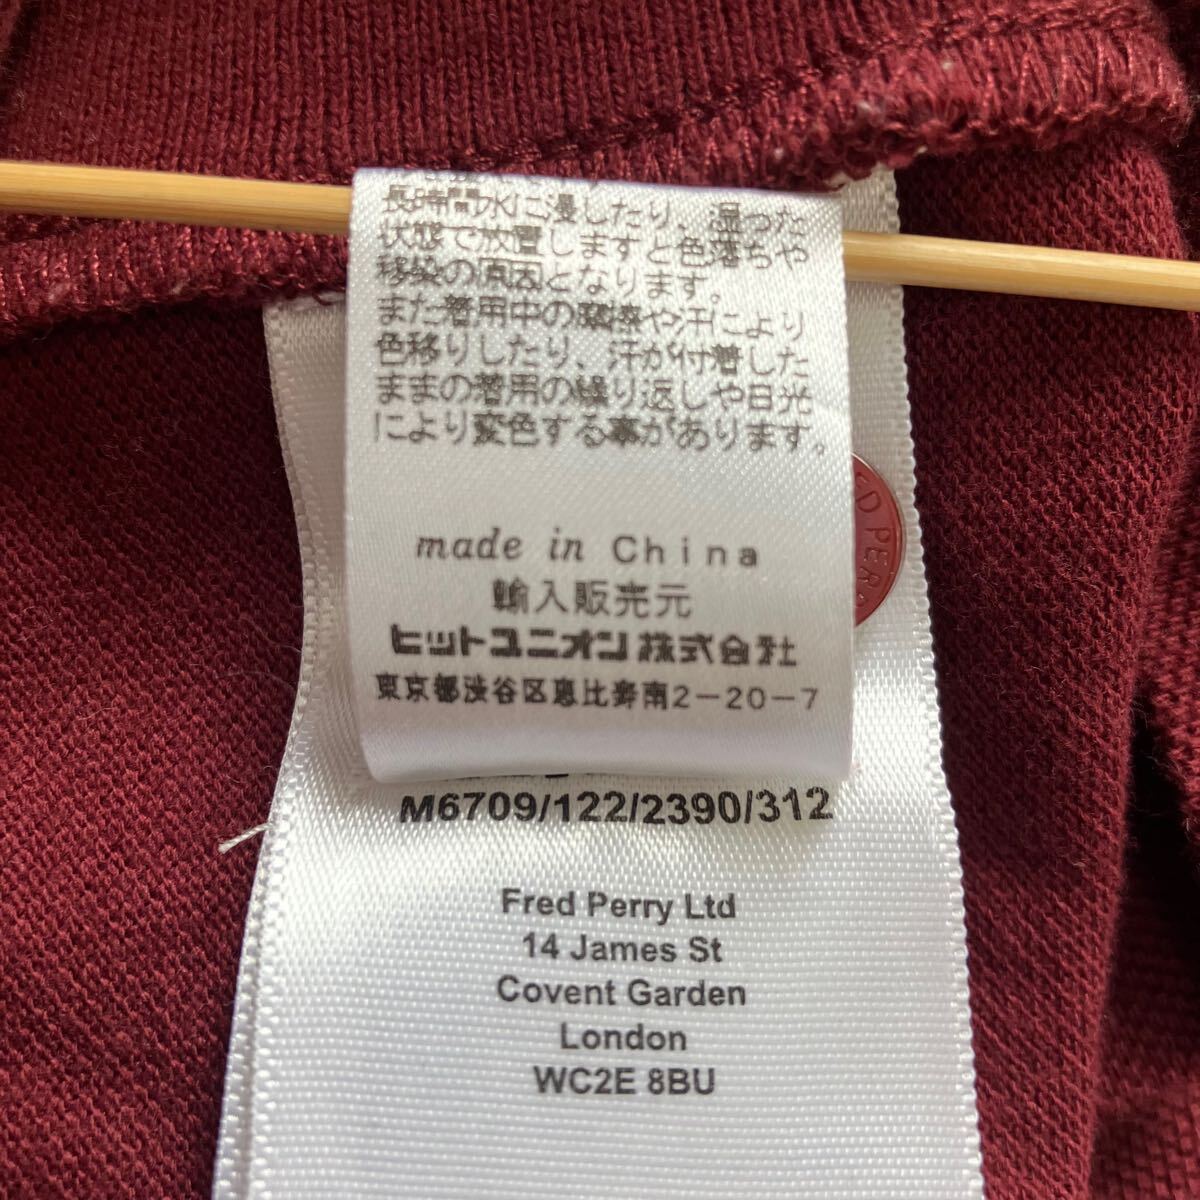 長時間水に浸したり、湿った
状態で放置しますと色落ちや
移染の原因となります。
また着用中の摩擦や汗により
色移りしたり、汗が付着した
ままの着用の繰り返しや日光
により変色する事があります。
made in China
輸入販売元
ヒットユニオン株式会社
東京都渋谷区恵比寿南2-20-7
ED PER
M6709/122/2390/312
Fred Perry Ltd
14 James St
Covent Garden
London
WC2E 8BU